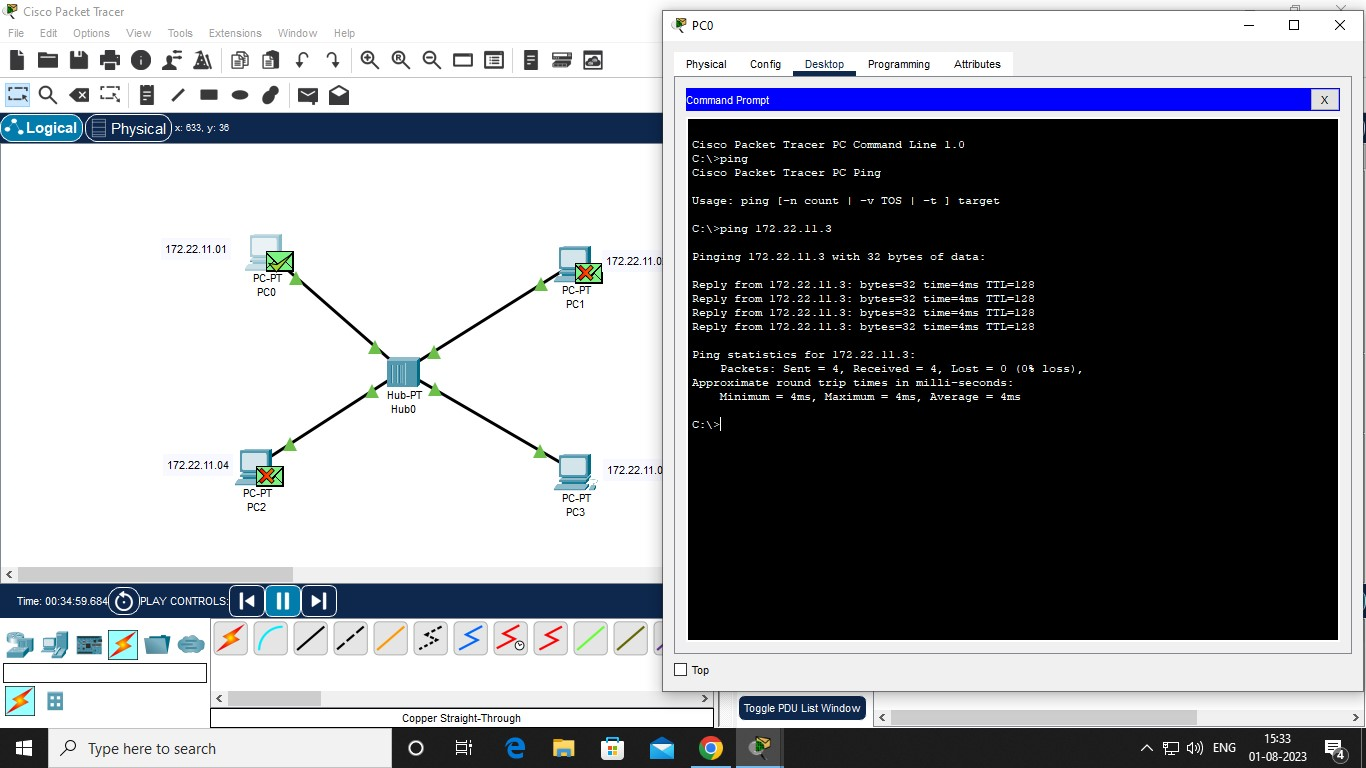 Cisco Packet Tracer
File Edit Options View Tools Extensions Window Help
Logical Physical x: 633, y: 36
172.22.11.01
PC-PT
PC0
172.22.11.0
PC-PT
PC1
Hub-PT
Hub0
172.22.11.04
PC-PT
PC2
172.22.11.0
PC-PT
PC3
Time: 00:34:59.684 PLAY CONTROLS:
Copper Straight-Through
PC0
Physical Config Desktop Programming Attributes
Command Prompt X
Cisco Packet Tracer PC Command Line 1.0
C:\>ping
Cisco Packet Tracer PC Ping
Usage: ping [-n count | -v TOS | -t ] target
C:\>ping 172.22.11.3
Pinging 172.22.11.3 with 32 bytes of data:
Reply from 172.22.11.3: bytes=32 time=4ms TTL=128
Reply from 172.22.11.3: bytes=32 time=4ms TTL=128
Reply from 172.22.11.3: bytes=32 time=4ms TTL=128
Reply from 172.22.11.3: bytes=32 time=4ms TTL=128
Ping statistics for 172.22.11.3:
Packets: Sent = 4, Received = 4, Lost = 0 (0% loss),
Approximate round trip times in milli-seconds:
Minimum = 4ms, Maximum = 4ms, Average = 4ms
C:\>
Top
Toggle PDU List Window
Type here to search
ENG
15:33
01-08-2023
4